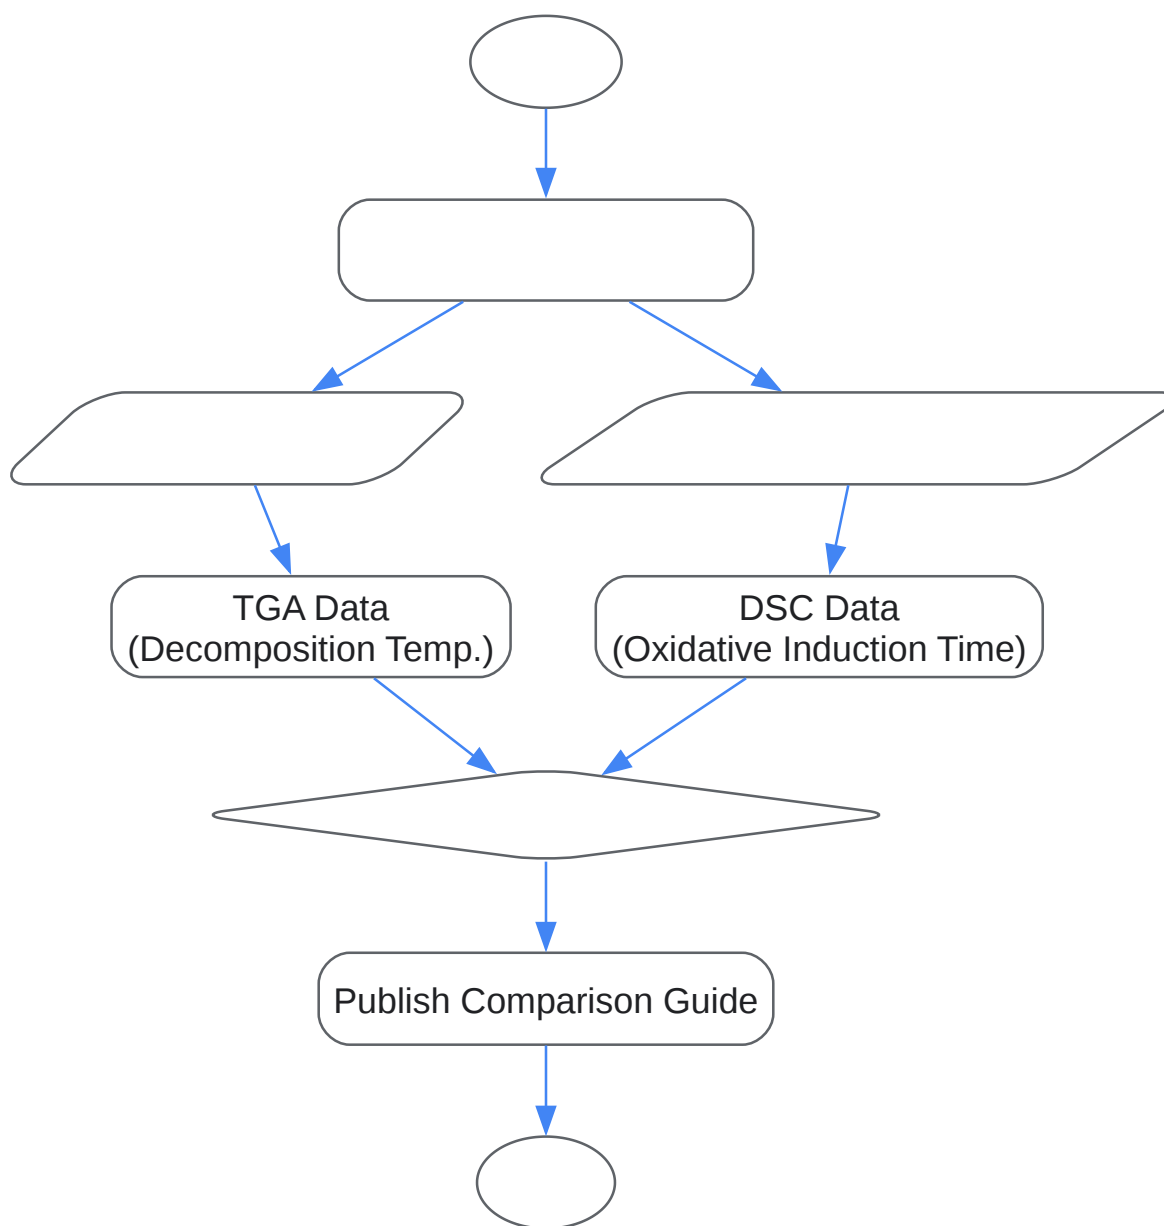 TGA Data
(Decomposition Temp.)
DSC Data
(Oxidative Induction Time)
Publish Comparison Guide